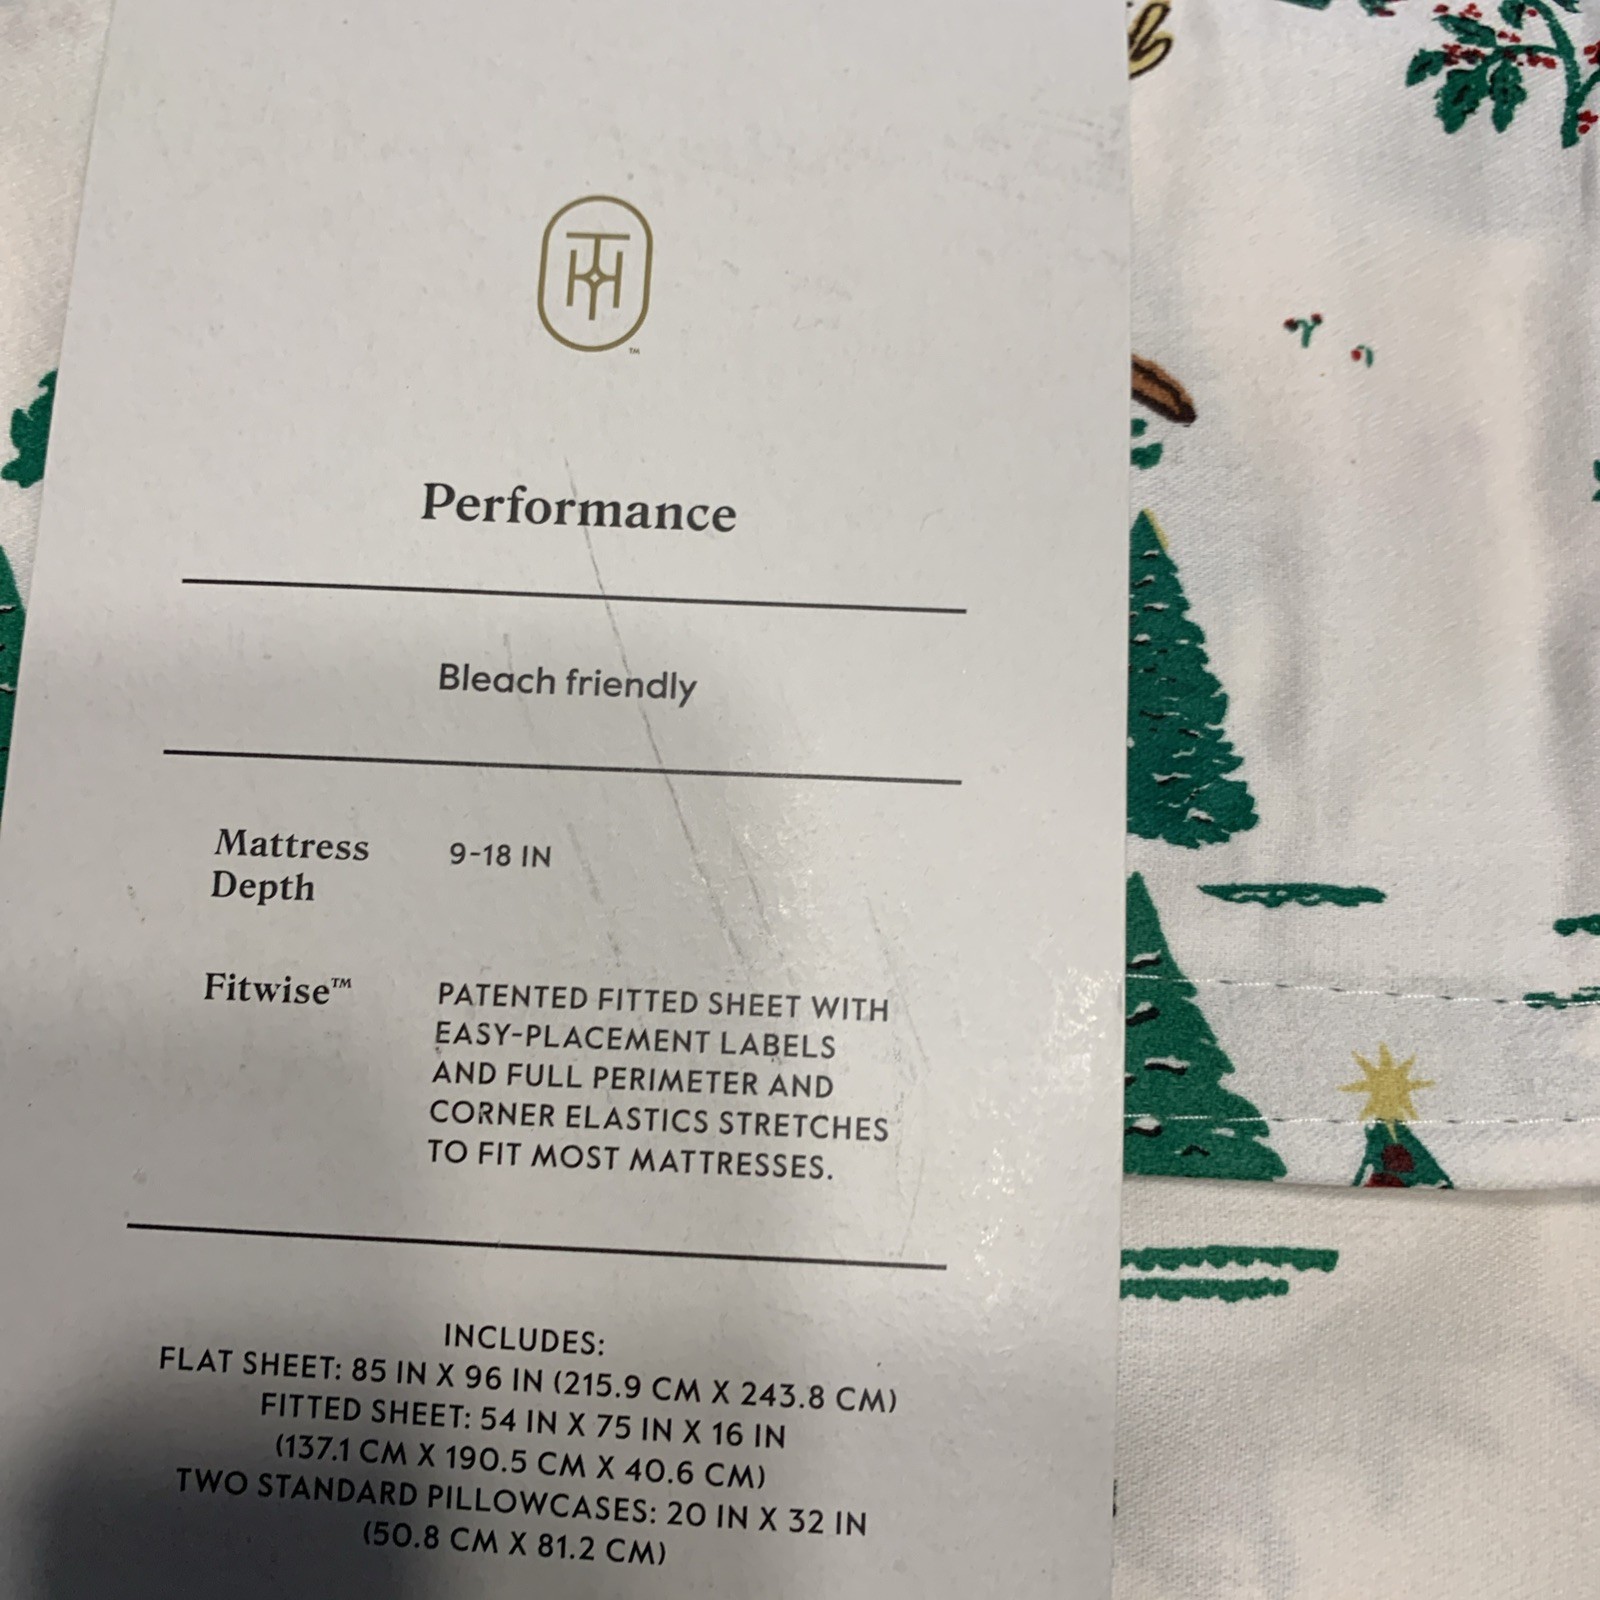 TH
™
Performance
Bleach friendly
Mattress
Depth
9-18 IN
Fitwise™
PATENTED FITTED SHEET WITH
EASY-PLACEMENT LABELS
AND FULL PERIMETER AND
CORNER ELASTICS STRETCHES
TO FIT MOST MATTRESSES.
INCLUDES:
FLAT SHEET: 85 IN X 96 IN (215.9 CM X 243.8 CM)
FITTED SHEET: 54 IN X 75 IN X 16 IN
(137.1 CM X 190.5 CM X 40.6 CM)
TWO STANDARD PILLOWCASES: 20 IN X 32 IN
(50.8 CM X 81.2 CM)